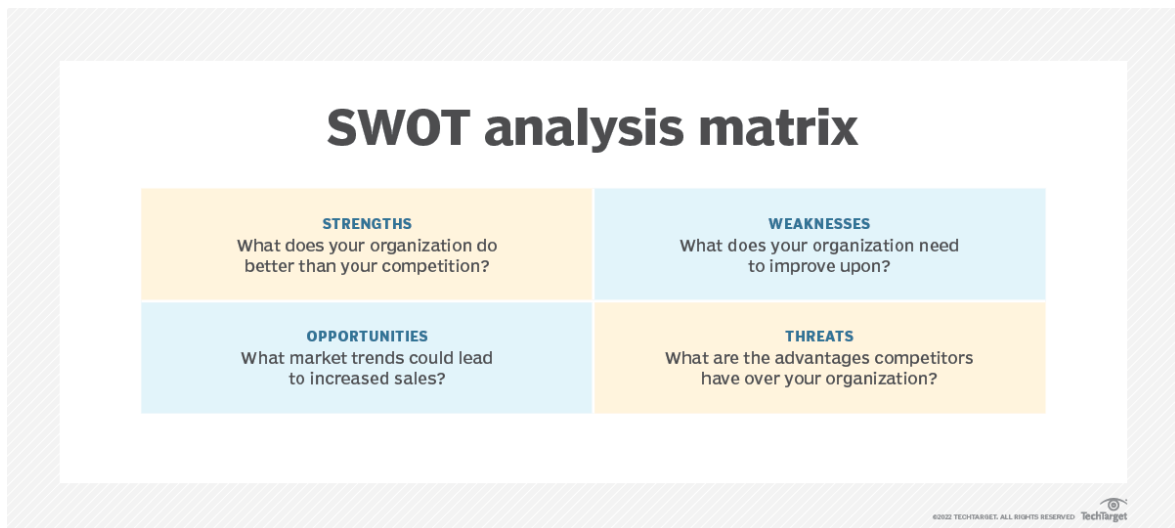 SWOT analysis matrix
STRENGTHS
What does your organization do
better than your competition?
WEAKNESSES
What does your organization need
to improve upon?
OPPORTUNITIES
What market trends could lead
to increased sales?
THREATS
What are the advantages competitors
have over your organization?
©2022 TECHTARGET. ALL RIGHTS RESERVED TechTarget